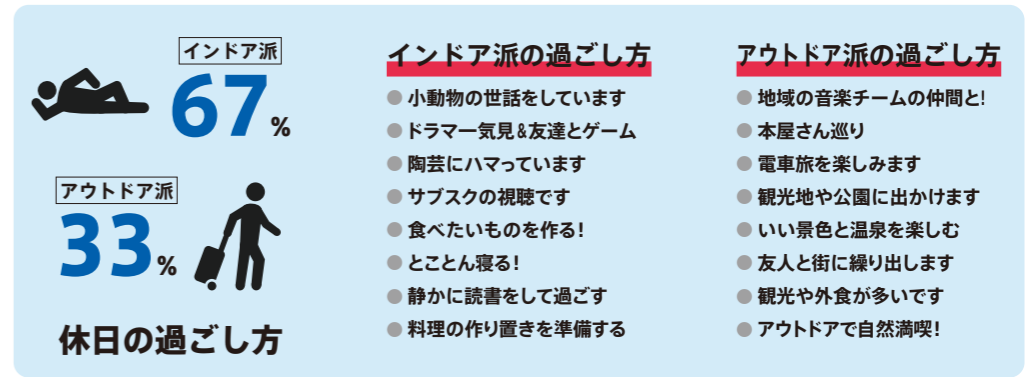 インドア派
67%
アウトドア派
33%
休日の過ごし方
インドア派の過ごし方
● 小動物の世話をしています
● ドラマ一気見&友達とゲーム
● 陶芸にハマっています
● サブスクの視聴です
● 食べたいものを作る!
● とことん寝る!
● 静かに読書をして過ごす
● 料理の作り置きを準備する
アウトドア派の過ごし方
● 地域の音楽チームの仲間と!
● 本屋さん巡り
● 電車旅を楽しみます
● 観光地や公園に出かけます
● いい景色と温泉を楽しむ
● 友人と街に繰り出します
● 観光や外食が多いです
● アウトドアで自然満喫!